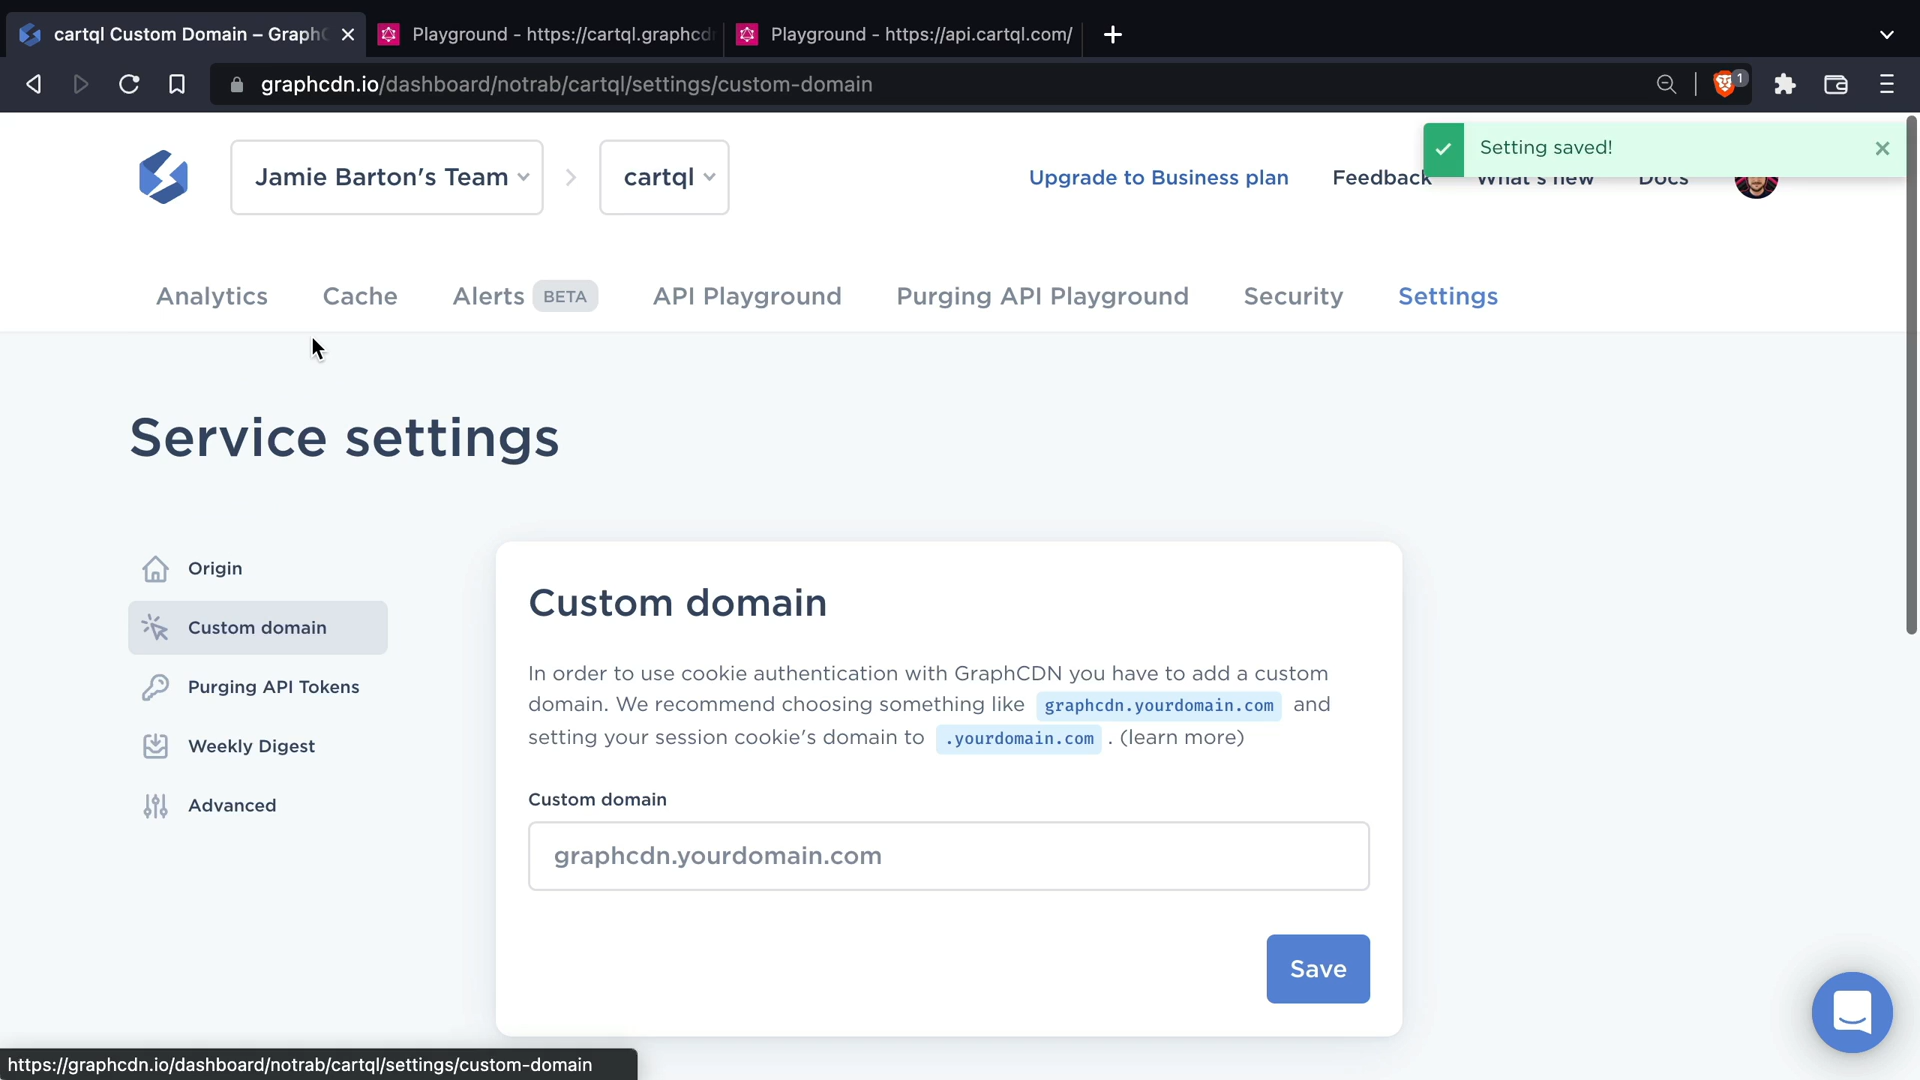 cartql Custom Domain – Graph
Playground - https://cartql.graphcd
Playground - https://api.cartql.com/
graphcdn.io/dashboard/notrab/cartql/settings/custom-domain
1
Setting saved!
Jamie Barton's Team
cartql
Upgrade to Business plan
Feedback
What's new
Docs
Analytics
Cache
Alerts
BETA
API Playground
Purging API Playground
Security
Settings
Service settings
Origin
Custom domain
Purging API Tokens
Weekly Digest
Advanced
Custom domain
In order to use cookie authentication with GraphCDN you have to add a custom
domain. We recommend choosing something like graphcdn.yourdomain.com and
setting your session cookie's domain to .yourdomain.com . (learn more)
Custom domain
graphcdn.yourdomain.com
Save
https://graphcdn.io/dashboard/notrab/cartql/settings/custom-domain